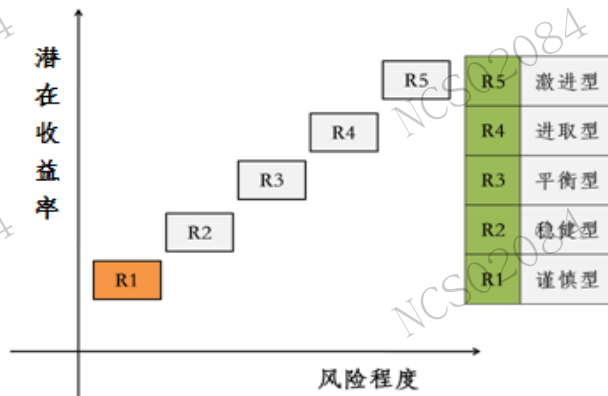 潜在收益率
R5
R4
R3
R2
R1
风险程度
R5 激进型
R4 进取型
R3 平衡型
R2 稳健型
R1 谨慎型
NCS02084
NCS02084